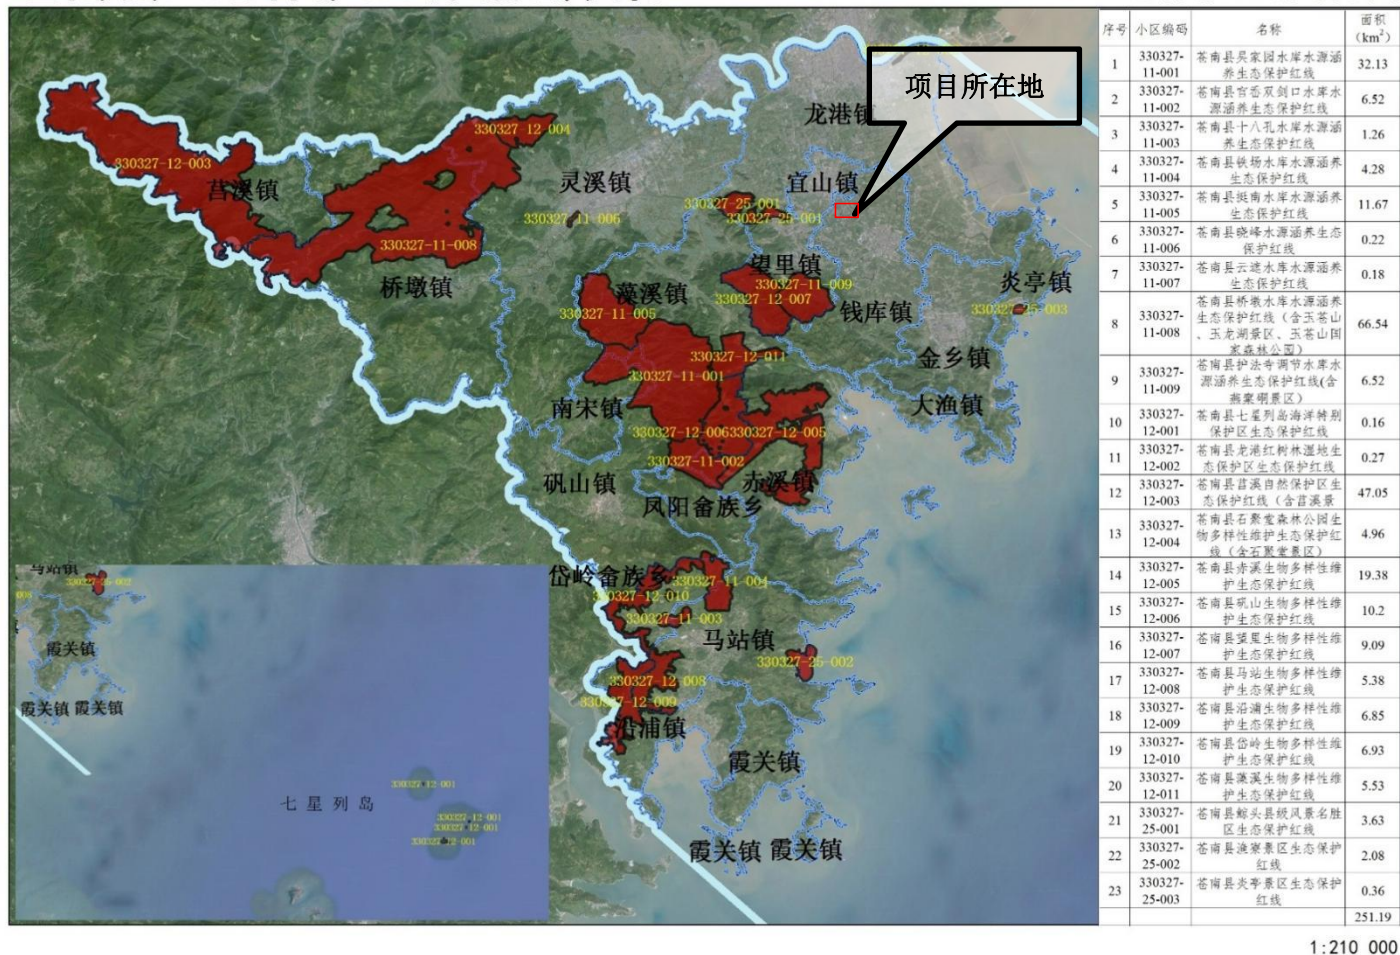 项目所在地
龙港镇
330327-12-004
330327-12-003
莒溪镇
灵溪镇
宜山镇
330327-25-001
330327-25-001
330327-11-006
330327-11-008
桥墩镇
望里镇
330327-11-009
330327-12-007
炎亭镇
330327-25-003
藻溪镇
330327-11-005
钱库镇
金乡镇
330327-12-011
330327-11-001
南宋镇
大渔镇
330327-12-006
330327-12-005
330327-11-002
矾山镇
赤溪镇
凤阳畲族乡
岱岭畲族乡
330327-11-004
330327-12-010
330327-11-003
马站镇
330327-25-002
330327-12-008
330327-12-009
沿浦镇
霞关镇
霞关镇 霞关镇
马站镇
330327-25-002
霞关镇
霞关镇 霞关镇
七星列岛
330327-12-001
330327-12-001
330327-12-001
330327-12-001
序号 小区编码 名称 面积
(km²)
1 330327-11-001 苍南县吴家园水库水源涵养生态保护红线 32.13
2 330327-11-002 苍南县官岙双剑口水库水源涵养生态保护红线 6.52
3 330327-11-003 苍南县十八孔水库水源涵养生态保护红线 1.26
4 330327-11-004 苍南县铁场水库水源涵养生态保护红线 4.28
5 330327-11-005 苍南县挺南水库水源涵养生态保护红线 11.67
6 330327-11-006 苍南县晓峰水源涵养生态保护红线 0.22
7 330327-11-007 苍南县云遮水库水源涵养生态保护红线 0.18
8 330327-11-008 苍南县桥墩水库水源涵养生态保护红线（含玉苍山、玉龙湖景区、玉苍山国家森林公园） 66.54
9 330327-11-009 苍南县护法寺调节水库水源涵养生态保护红线(含燕窠硐景区） 6.52
10 330327-12-001 苍南县七星列岛海洋特别保护区生态保护红线 0.16
11 330327-12-002 苍南县龙港红树林湿地生态保护区生态保护红线 0.27
12 330327-12-003 苍南县莒溪自然保护区生态保护红线（含莒溪景 47.05
13 330327-12-004 苍南县石聚堂森林公园生物多样性维护生态保护红线（含石聚堂景区） 4.96
14 330327-12-005 苍南县赤溪生物多样性维护生态保护红线 19.38
15 330327-12-006 苍南县矾山生物多样性维护生态保护红线 10.2
16 330327-12-007 苍南县望里生物多样性维护生态保护红线 9.09
17 330327-12-008 苍南县马站生物多样性维护生态保护红线 5.38
18 330327-12-009 苍南县沿浦生物多样性维护生态保护红线 6.85
19 330327-12-010 苍南县岱岭生物多样性维护生态保护红线 6.93
20 330327-12-011 苍南县藻溪生物多样性维护生态保护红线 5.53
21 330327-25-001 苍南县鲸头县级风景名胜区生态保护红线 3.63
22 330327-25-002 苍南县渔寮景区生态保护红线 2.08
23 330327-25-003 苍南县炎亭景区生态保护红线 0.36
251.19
1:210 000